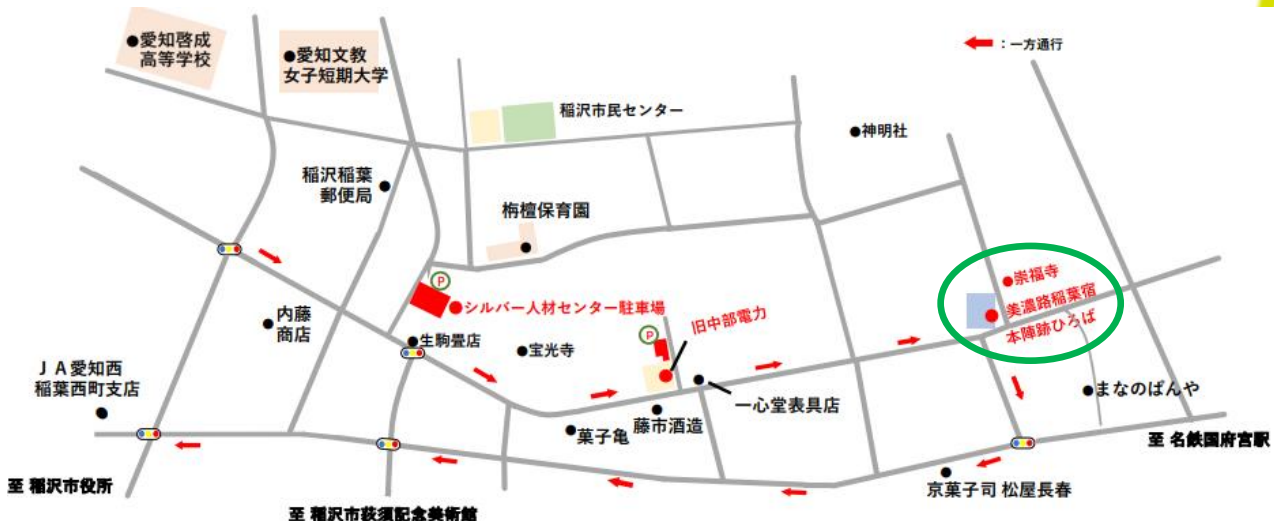 ●愛知啓成
高等学校
●愛知文教
女子短期大学
：一方通行
稲沢市民センター
●神明社
稲沢稲葉
郵便局
栴檀保育園
P
●シルバー人材センター駐車場
●崇福寺
美濃路稲葉宿
本陣跡ひろば
内藤
商店
●生駒畳店
●宝光寺
P
旧中部電力
ＪＡ愛知西
稲葉西町支店
一心堂表具店
●まなのぱんや
●菓子亀
藤市酒造
至 名鉄国府宮駅
至 稲沢市役所
京菓子司 松屋長春
至 稲沢市荻須記念美術館